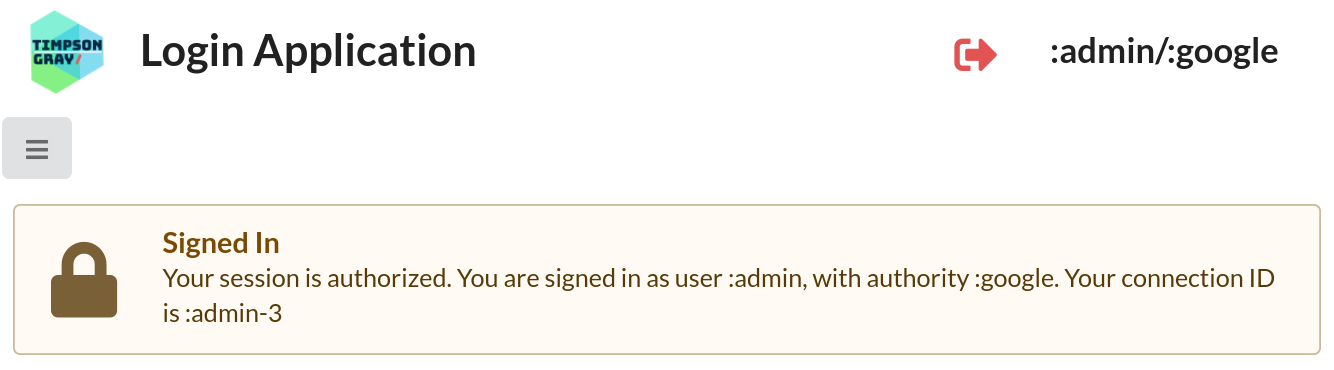 TIMPSON
GRAY/
Login Application
:admin/:google
Signed In
Your session is authorized. You are signed in as user :admin, with authority :google. Your connection ID
is :admin-3